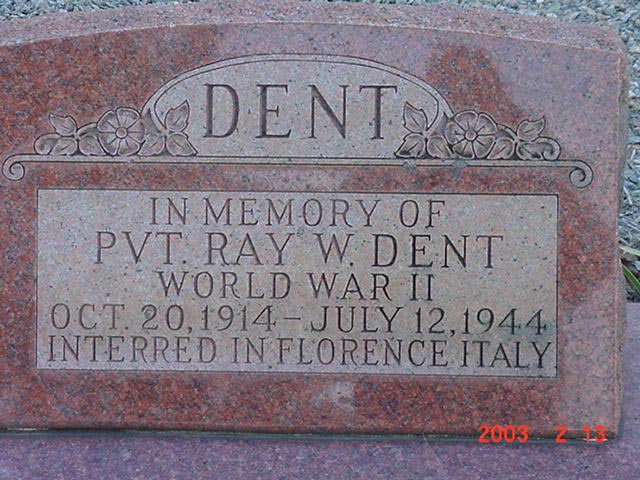 DENT
IN MEMORY OF
PVT. RAY W. DENT
WORLD WAR II
OCT. 20, 1914 – JULY 12, 1944
INTERRED IN FLORENCE ITALY
2003 2 13